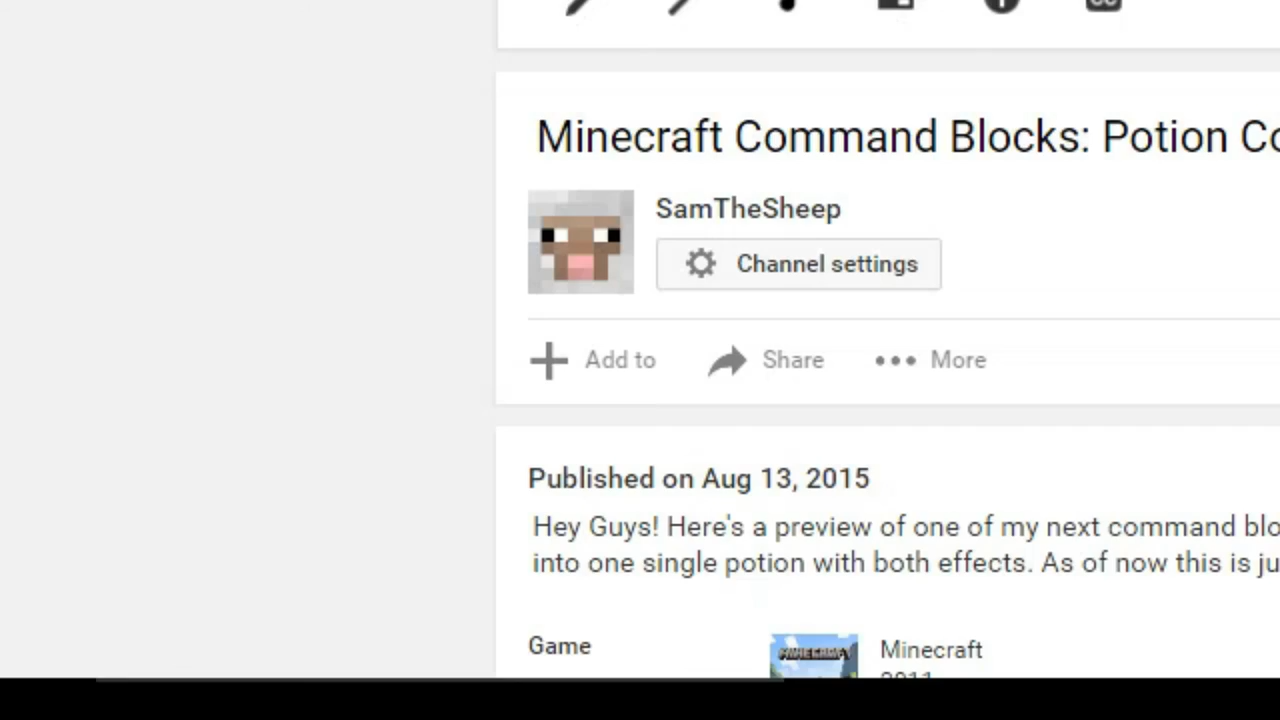 Minecraft Command Blocks: Potion Co
SamTheSheep
Channel settings
Add to Share More
Published on Aug 13, 2015
Hey Guys! Here's a preview of one of my next command blo
into one single potion with both effects. As of now this is ju
Game
MINECRAFT
Minecraft
2011